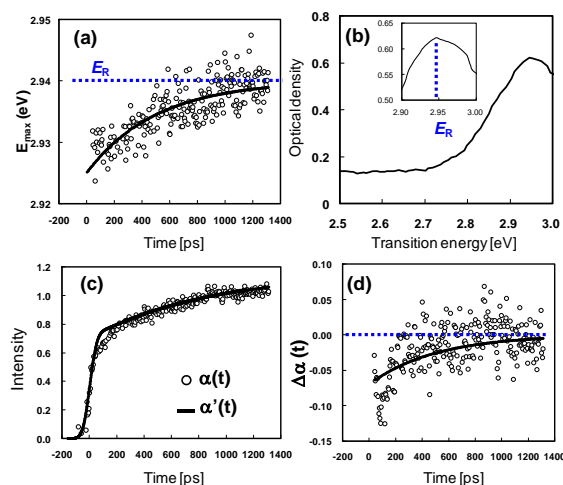 (a)
E_R
E_max (eV)
2.95
2.94
2.93
2.92
-200 0 200 400 600 800 1000 1200 1400
Time [ps]
(b)
Optical density
0.8
0.6
0.4
0.2
0
2.5 2.6 2.7 2.8 2.9 3.0
Transition energy [eV]
0.65
0.60
0.55
0.50
2.90 2.95 3.00
E_R
(c)
Intensity
1.2
1.0
0.8
0.6
0.4
0.2
0.0
-200 0 200 400 600 800 1000 1200 1400
Time [ps]
α(t)
α’(t)
(d)
Δα (t)
0.10
0.05
0.00
-0.05
-0.10
-0.15
-200 0 200 400 600 800 1000 1200 1400
Time [ps]